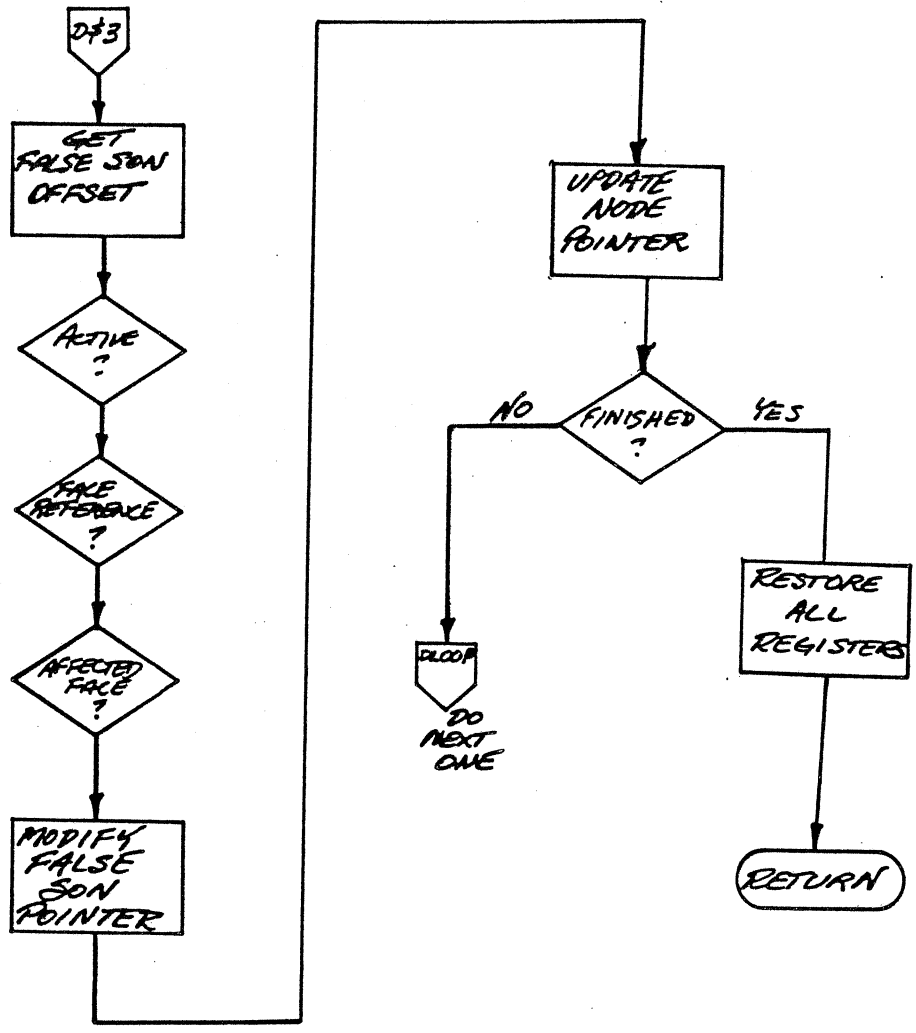 D$3
GET
FALSE SON
OFFSET
ACTIVE
?
FACE
REFERENCE
?
AFFECTED
FACE
?
MODIFY
FALSE
SON
POINTER
UPDATE
NODE
POINTER
FINISHED
?
NO
YES
DLOOP
DO
NEXT
ONE
RESTORE
ALL
REGISTERS
RETURN